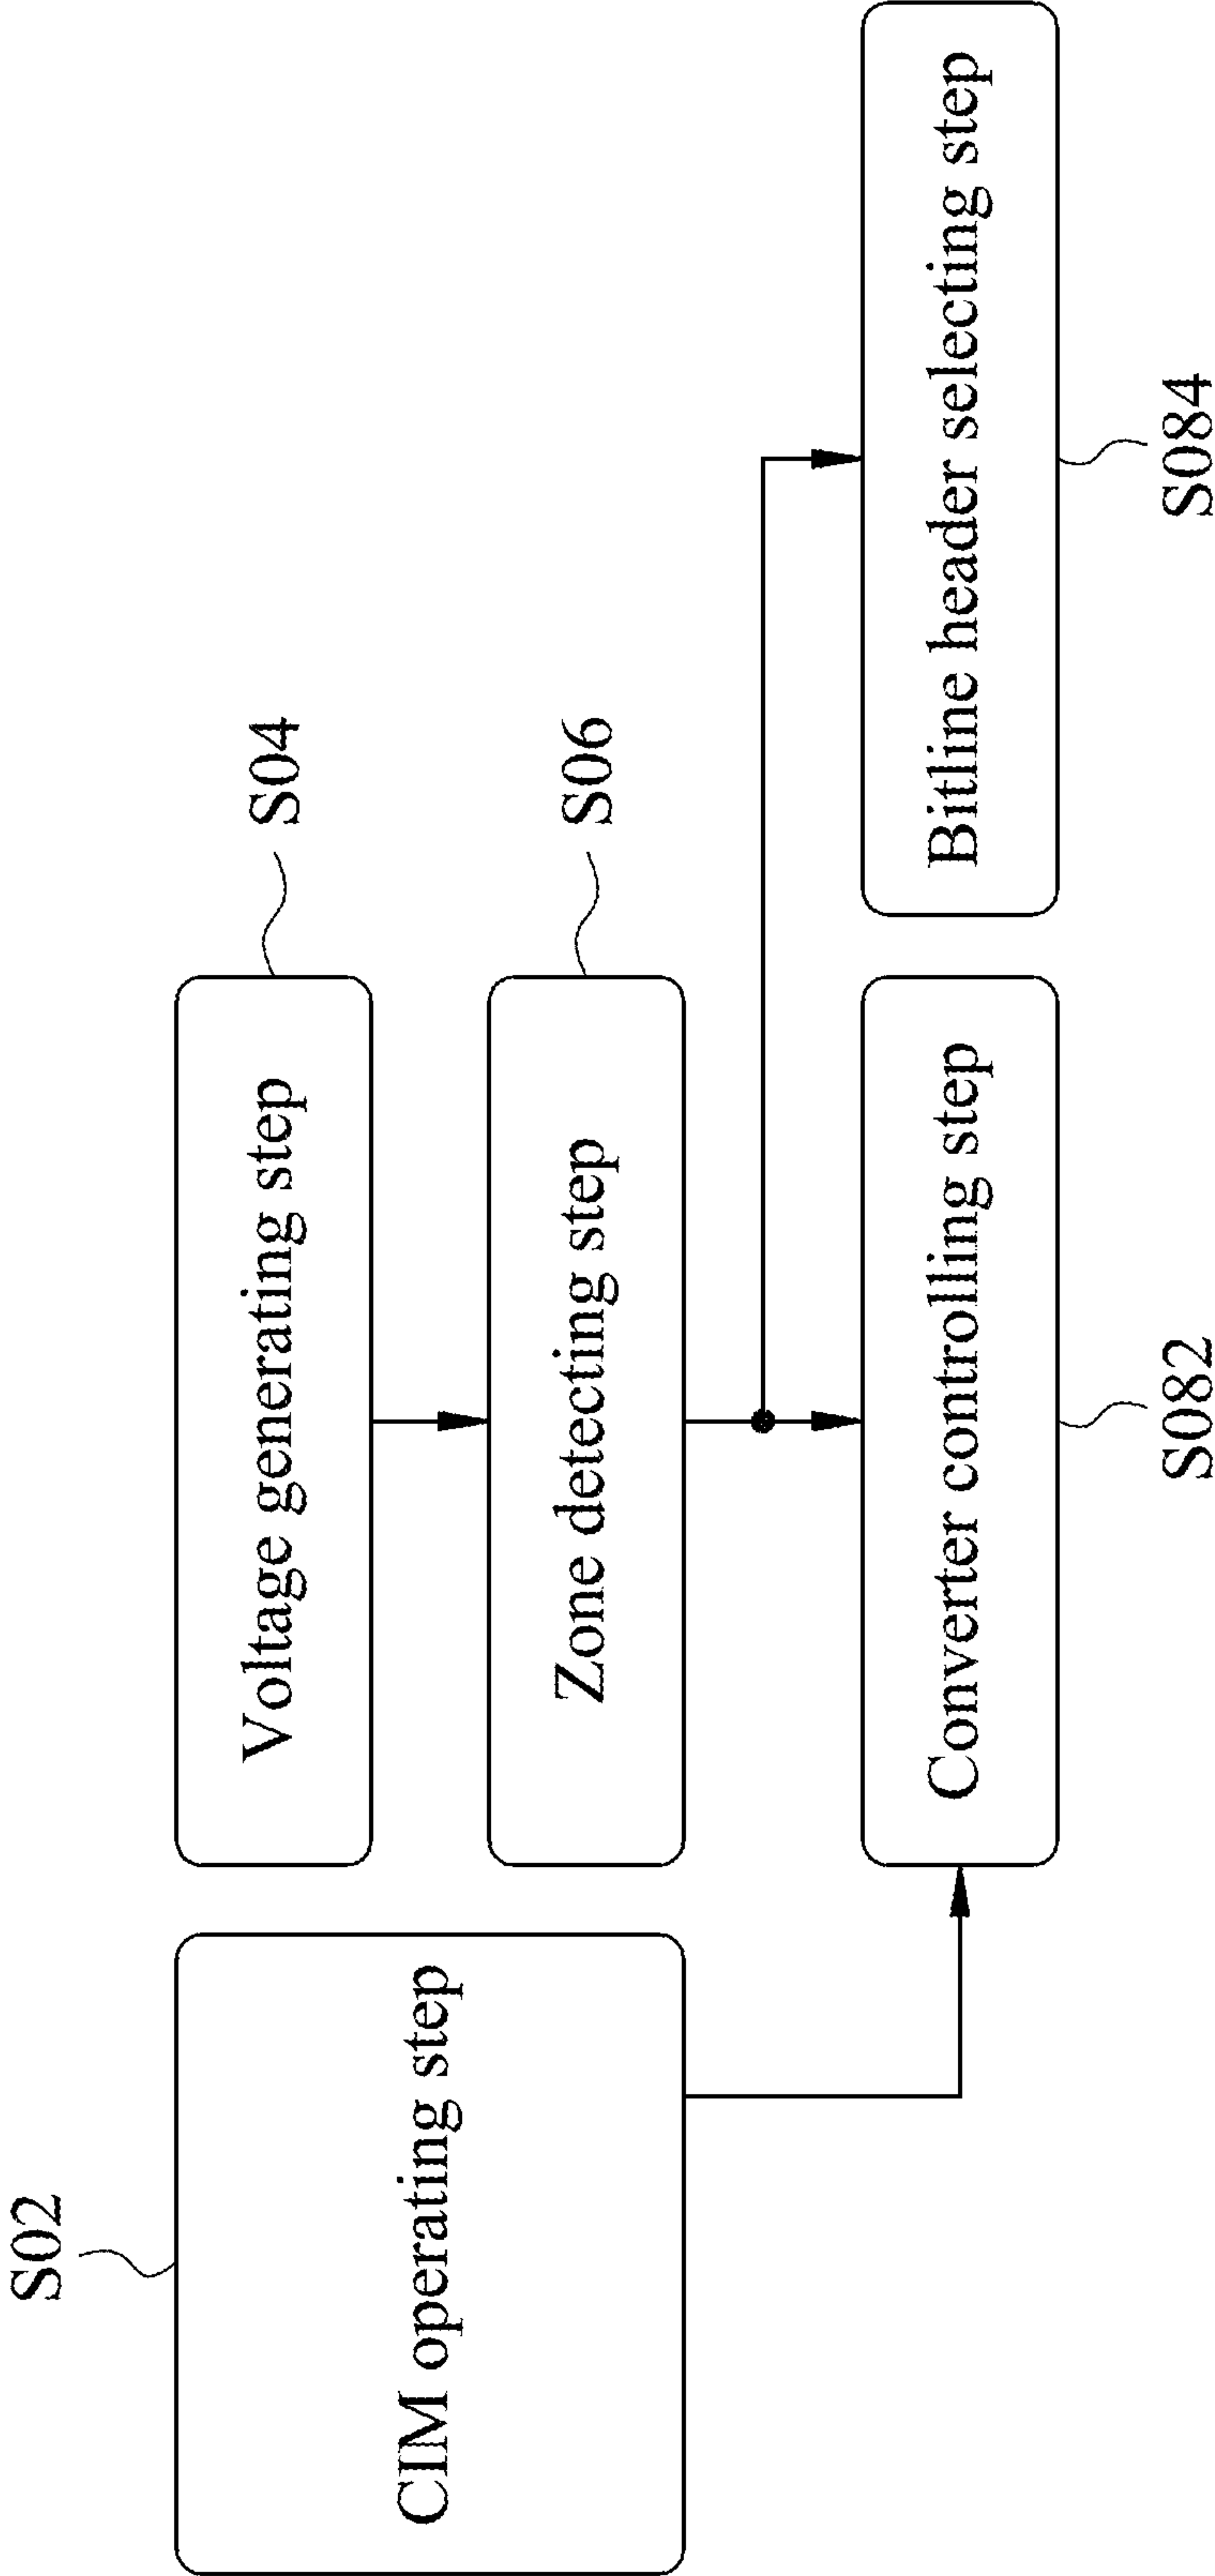 S02
CIM operating step
Voltage generating step
S04
Zone detecting step
S06
Converter controlling step
S082
Bitline header selecting step
S084